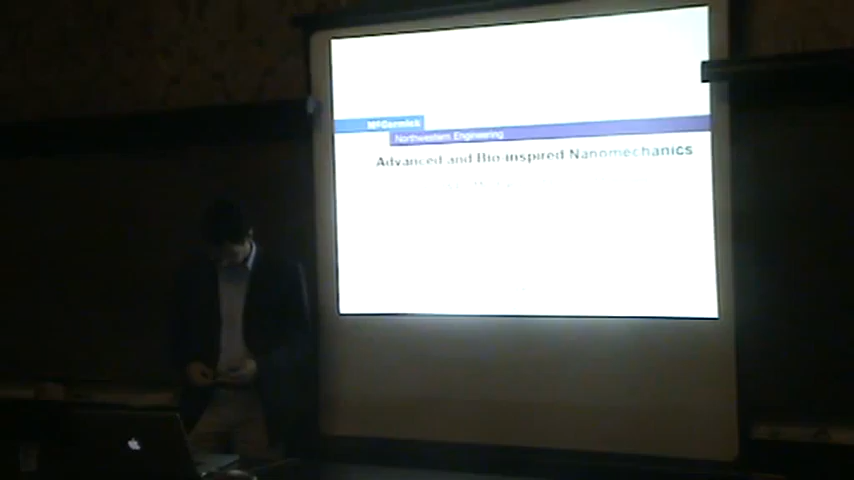 McCormick
Northwestern Engineering
Advanced and Bio-inspired Nanomechanics